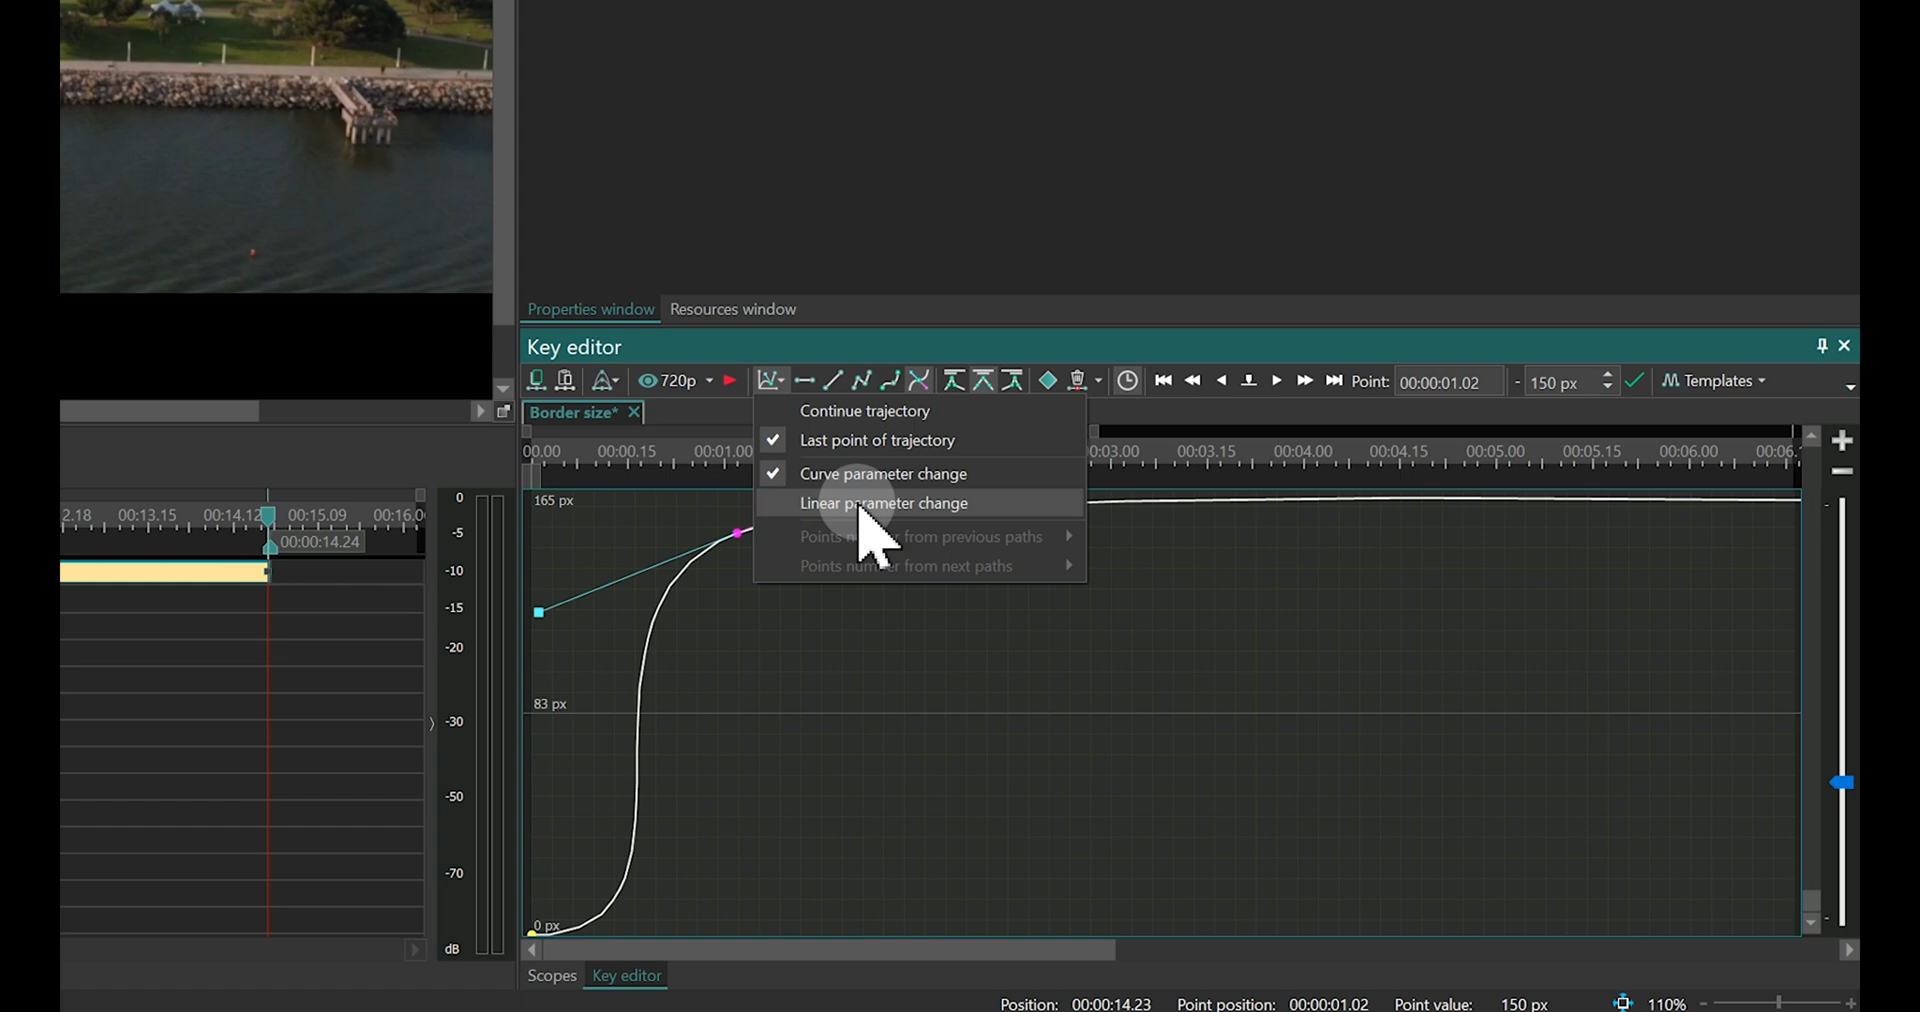 Properties window Resources window
Key editor
720p Point: 00:00:01.02 - 150 px Templates
Border size*
Continue trajectory
Last point of trajectory
Curve parameter change
Linear parameter change
from previous paths
from next paths
00.00 00:00.15 00:01.00 00:03.00 00:03.15 00:04.00 00:04.15 00:05.00 00:05.15 00:06.00 00:06.
165 px
83 px
0 px
2.18 00:13.15 00:14.12 00:15.09 00:16.0
00:00:14.24
0
-5
-10
-15
-20
-30
-50
-70
dB
Scopes Key editor
Position: 00:00:14.23 Point position: 00:00:01.02 Point value: 150 px 110%